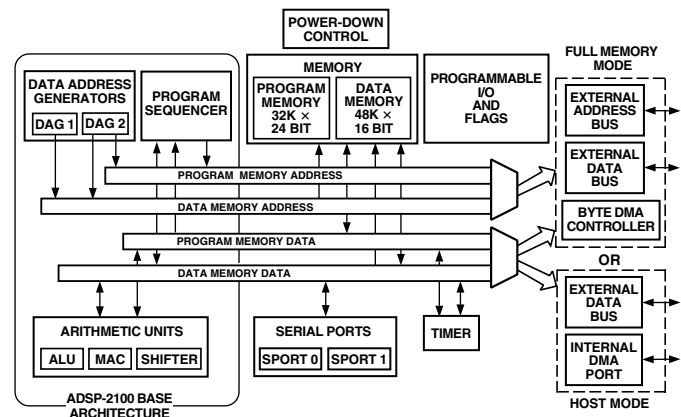 POWER-DOWN
CONTROL
FULL MEMORY
MODE
DATA ADDRESS
GENERATORS
DAG 1
DAG 2
PROGRAM
SEQUENCER
MEMORY
PROGRAM
MEMORY
32K ×
24 BIT
DATA
MEMORY
48K ×
16 BIT
PROGRAMMABLE
I/O
AND
FLAGS
EXTERNAL
ADDRESS
BUS
EXTERNAL
DATA
BUS
BYTE DMA
CONTROLLER
PROGRAM MEMORY ADDRESS
DATA MEMORY ADDRESS
PROGRAM MEMORY DATA
DATA MEMORY DATA
OR
EXTERNAL
DATA
BUS
INTERNAL
DMA
PORT
HOST MODE
ARITHMETIC UNITS
ALU
MAC
SHIFTER
SERIAL PORTS
SPORT 0
SPORT 1
TIMER
ADSP-2100 BASE
ARCHITECTURE